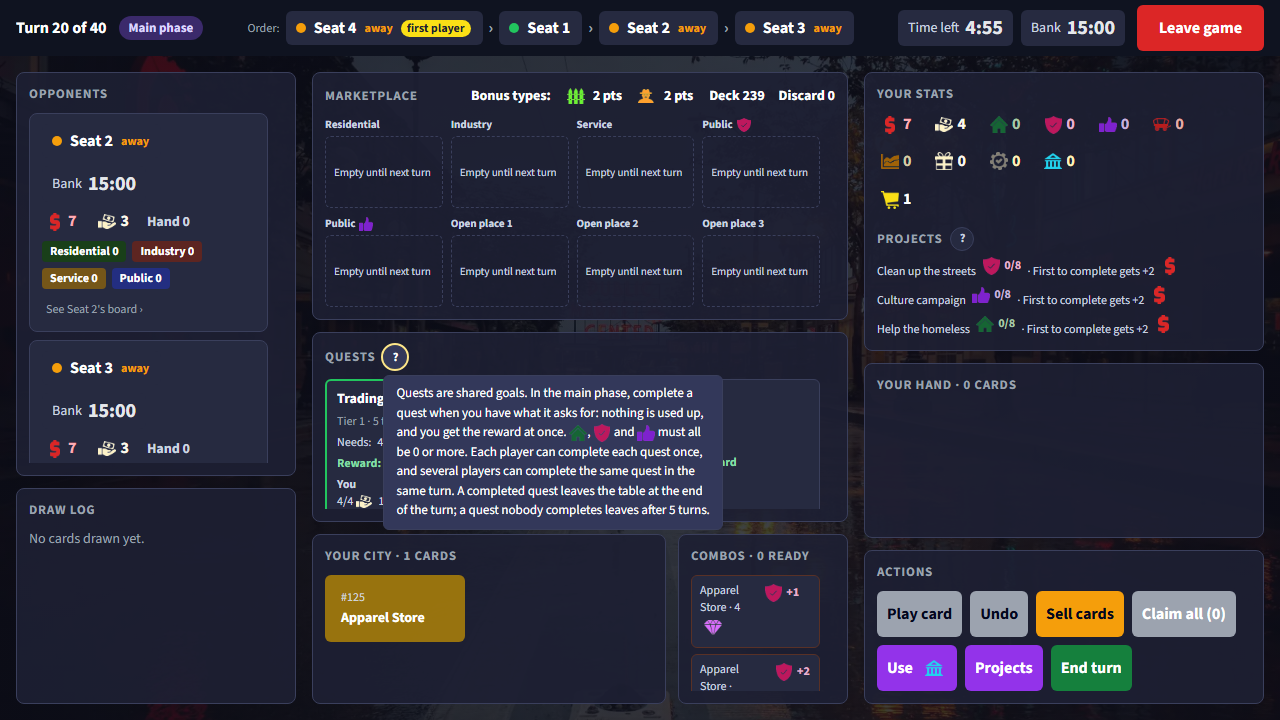 Turn 20 of 40 Main phase Order: Seat 4 away first player › Seat 1 › Seat 2 away › Seat 3 away Time left 4:55 Bank 15:00 Leave game
OPPONENTS
Seat 2 away
Bank 15:00
7 3 Hand 0
Residential 0 Industry 0
Service 0 Public 0
See Seat 2's board ›
Seat 3 away
Bank 15:00
7 3 Hand 0
DRAW LOG
No cards drawn yet.
MARKETPLACE Bonus types: 2 pts 2 pts Deck 239 Discard 0
Residential Industry Service Public
Empty until next turn Empty until next turn Empty until next turn Empty until next turn
Public Open place 1 Open place 2 Open place 3
Empty until next turn Empty until next turn Empty until next turn Empty until next turn
QUESTS ?
Trading
Tier 1 · 5
Needs: 4
Reward:
You
4/4 1
Quests are shared goals. In the main phase, complete a
quest when you have what it asks for: nothing is used up,
and you get the reward at once. , and must all
be 0 or more. Each player can complete each quest once,
and several players can complete the same quest in the
same turn. A completed quest leaves the table at the end
of the turn; a quest nobody completes leaves after 5 turns.
YOUR CITY · 1 CARDS
#125
Apparel Store
COMBOS · 0 READY
Apparel
Store · 4
+1
Apparel
Store ·
+2
YOUR STATS
7 4 0 0 0 0
0 0 0 0
1
PROJECTS ?
Clean up the streets 0/8 · First to complete gets +2
Culture campaign 0/8 · First to complete gets +2
Help the homeless 0/8 · First to complete gets +2
YOUR HAND · 0 CARDS
ACTIONS
Play card Undo Sell cards Claim all (0)
Use Projects End turn